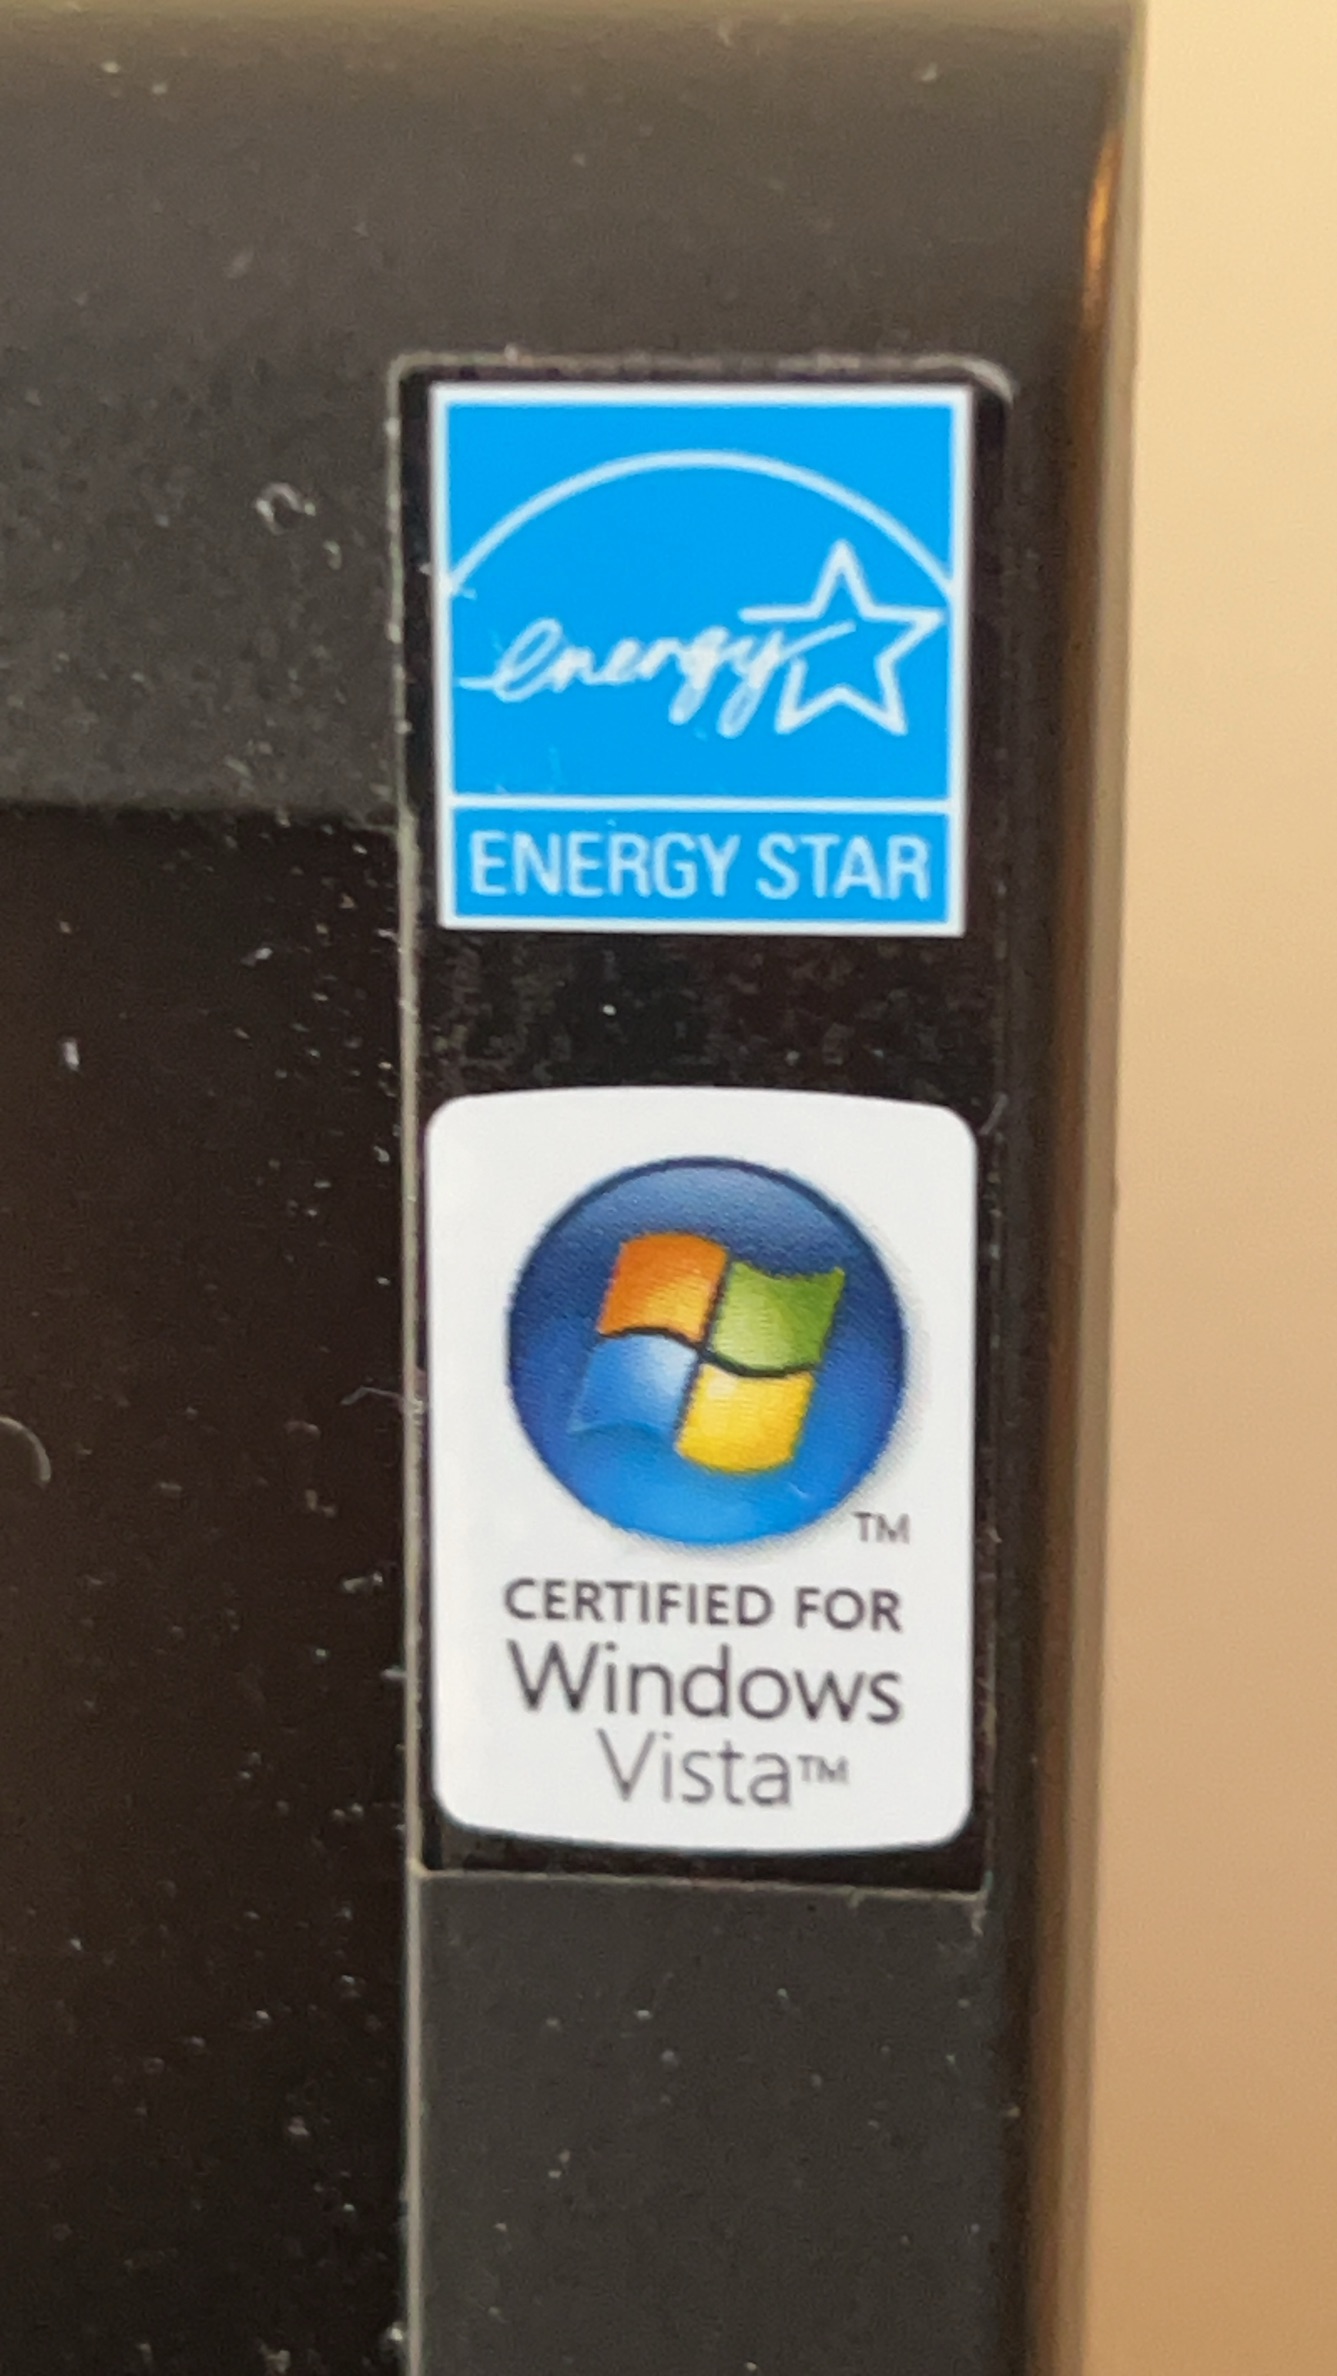 energy
ENERGY STAR
TM
CERTIFIED FOR
Windows
Vista™